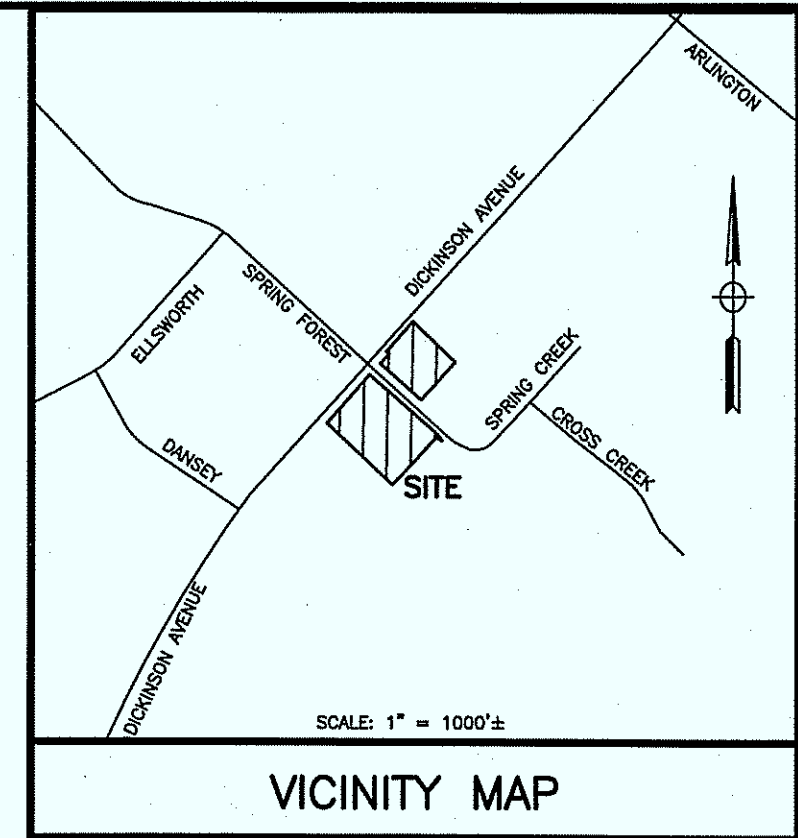 ARLINGTON
DICKINSON AVENUE
SPRING FOREST
ELLSWORTH
SPRING CREEK
CROSS CREEK
DANSEY
SITE
DICKINSON AVENUE
SCALE: 1" = 1000'±
VICINITY MAP